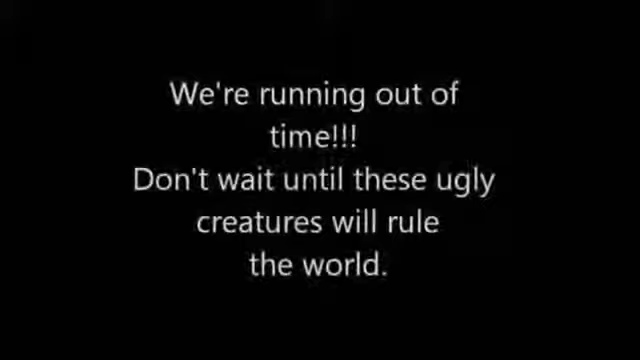 We're running out of
time!!!
Don't wait until these ugly
creatures will rule
the world.